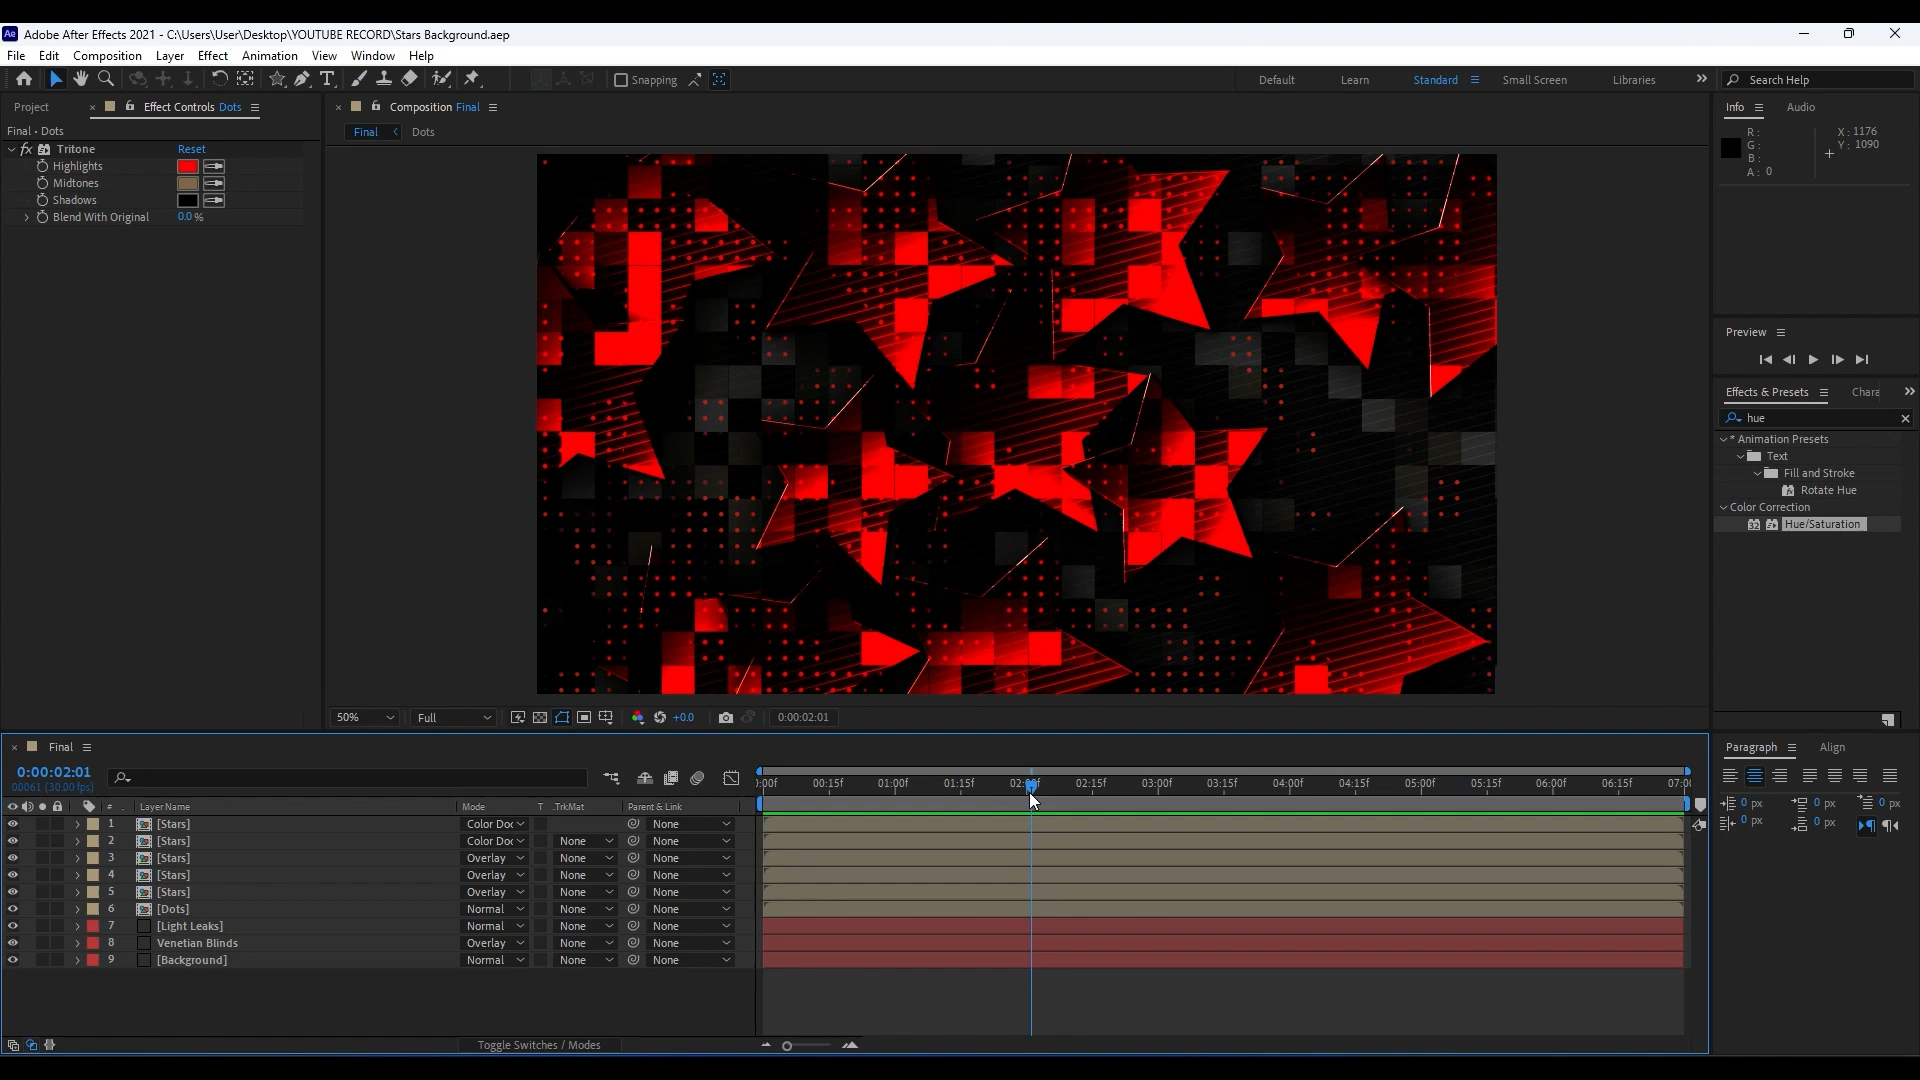 Ae Adobe After Effects 2021 - C:\Users\User\Desktop\YOUTUBE RECORD\Stars Background.aep
File Edit Composition Layer Effect Animation View Window Help
Snapping Default Learn Standard Small Screen Libraries Search Help
Project Effect Controls Dots
Final • Dots
fx Tritone Reset
Highlights
Midtones
Shadows
Blend With Original 0.0 %
Composition Final
Final Dots
50% Full +0.0 0:00:02:01
Info Audio
R: X: 1176
G: Y: 1090
B:
A: 0
Preview
Effects & Presets Chara
hue
* Animation Presets
Text
Fill and Stroke
Rotate Hue
Color Correction
32 Hue/Saturation
Final
0:00:02:01
00061 (30.00 fps)
:00f 00:15f 01:00f 01:15f 02:00f 02:15f 03:00f 03:15f 04:00f 04:15f 05:00f 05:15f 06:00f 06:15f 07:00
# Layer Name Mode T .TrkMat Parent & Link
1 [Stars] Color Doc None
2 [Stars] Color Doc None None
3 [Stars] Overlay None None
4 [Stars] Overlay None None
5 [Stars] Overlay None None
6 [Dots] Normal None None
7 [Light Leaks] Normal None None
8 Venetian Blinds Overlay None None
9 [Background] Normal None None
Toggle Switches / Modes
Paragraph Align
0 px 0 px 0 px
0 px 0 px